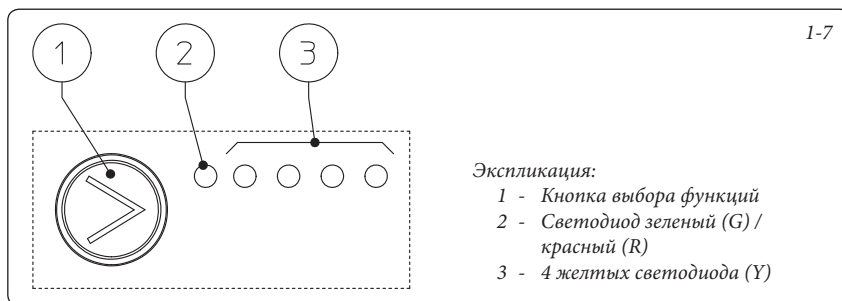 1-7
1
2
3
Экспликация:
1 - Кнопка выбора функций
2 - Светодиод зеленый (G) /
красный (R)
3 - 4 желтых светодиода (Y)